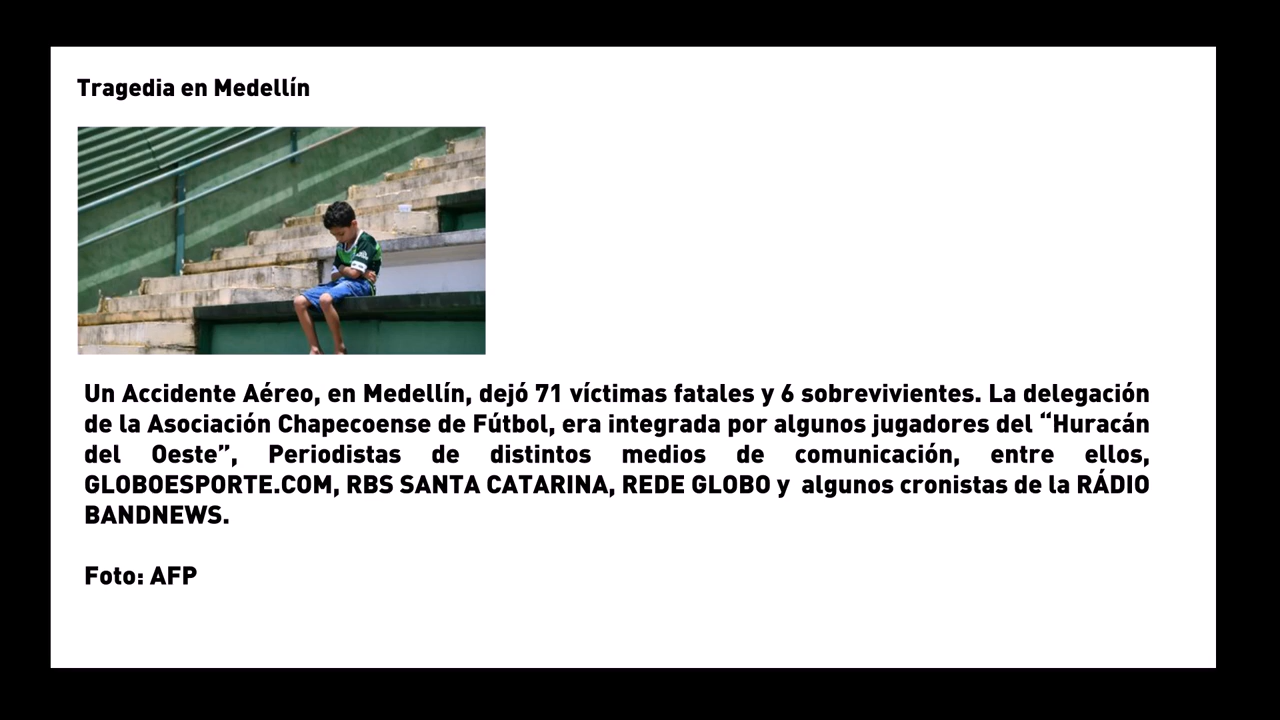 Tragedia en Medellín
Un Accidente Aéreo, en Medellín, dejó 71 víctimas fatales y 6 sobrevivientes. La delegación
de la Asociación Chapecoense de Fútbol, era integrada por algunos jugadores del “Huracán
del Oeste”, Periodistas de distintos medios de comunicación, entre ellos,
GLOBOESPORTE.COM, RBS SANTA CATARINA, REDE GLOBO y algunos cronistas de la RÁDIO
BANDNEWS.
Foto: AFP